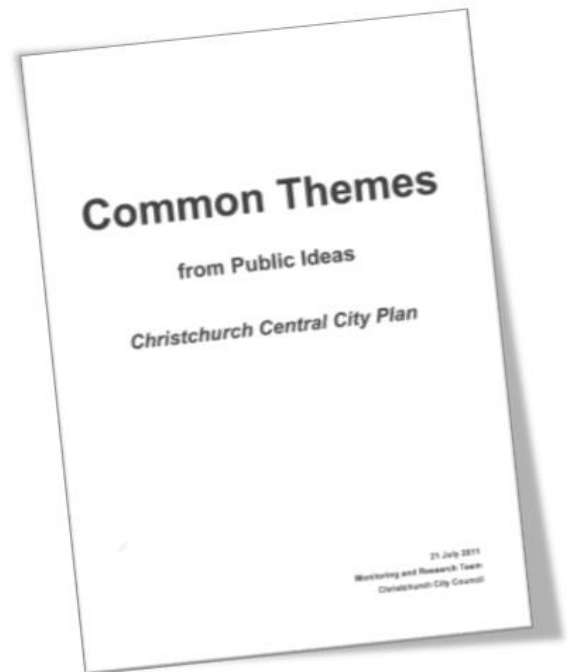 Common Themes
from Public Ideas
Christchurch Central City Plan
21 July 2011
Monitoring and Research Team
Christchurch City Council